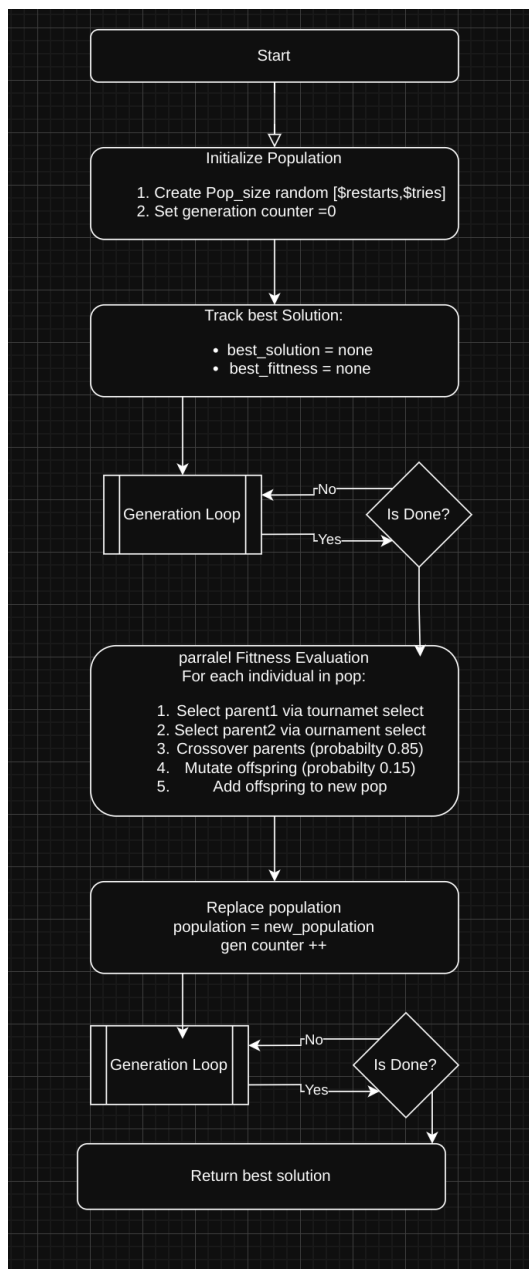 Start
Initialize Population
1. Create Pop_size random [$restarts,$tries]
2. Set generation counter =0
Track best Solution:
• best_solution = none
• best_fittness = none
Generation Loop
No
Yes
Is Done?
parralel Fittness Evaluation
For each individual in pop:
1. Select parent1 via tournamet select
2. Select parent2 via ournament select
3. Crossover parents (probabilty 0.85)
4. Mutate offspring (probabilty 0.15)
5. Add offspring to new pop
Replace population
population = new_population
gen counter ++
Generation Loop
No
Yes
Is Done?
Return best solution